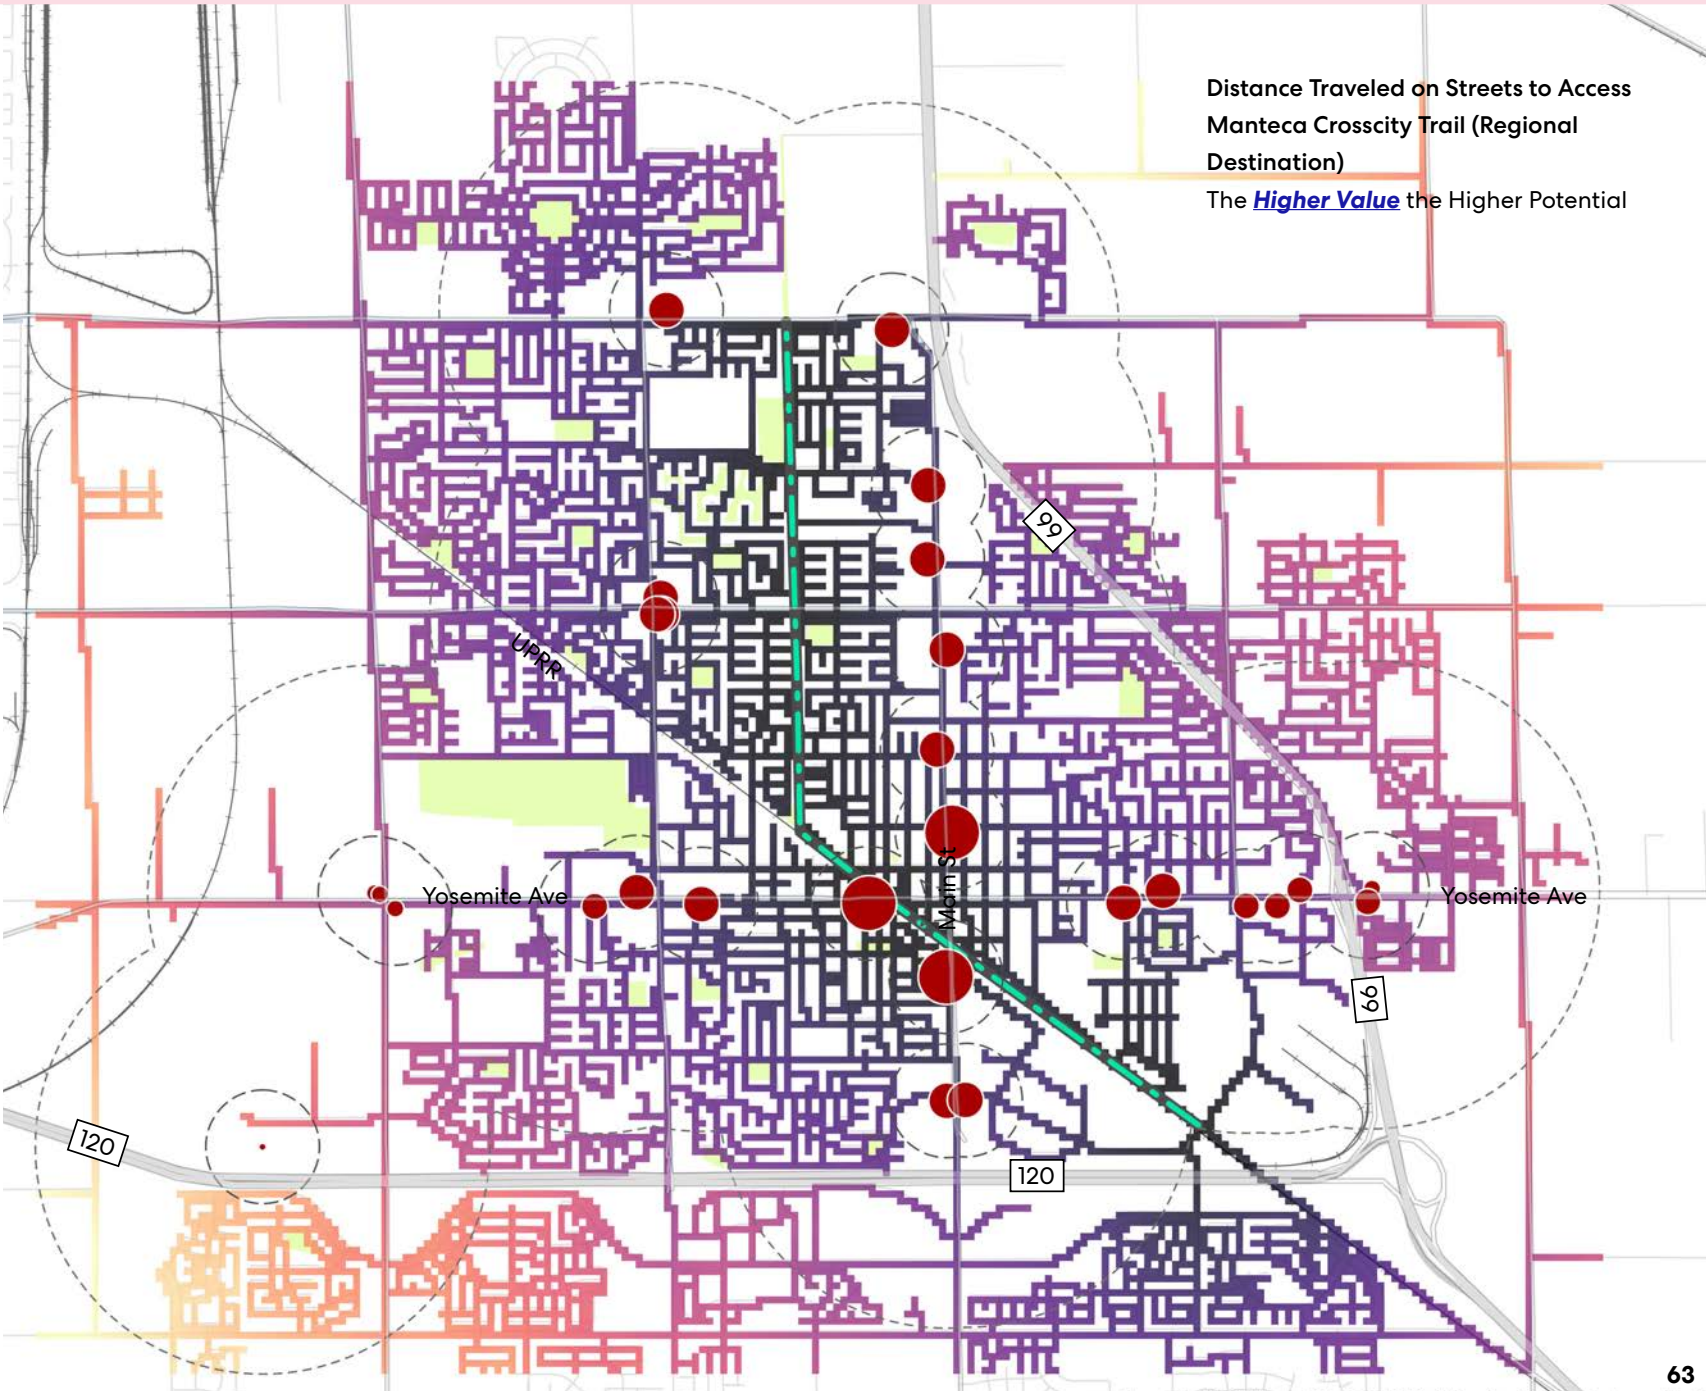 Distance Traveled on Streets to Access
Manteca Crosscity Trail (Regional
Destination)
The Higher Value the Higher Potential
99
UPRR
Main St
Yosemite Ave
Yosemite Ave
99
120
120
63